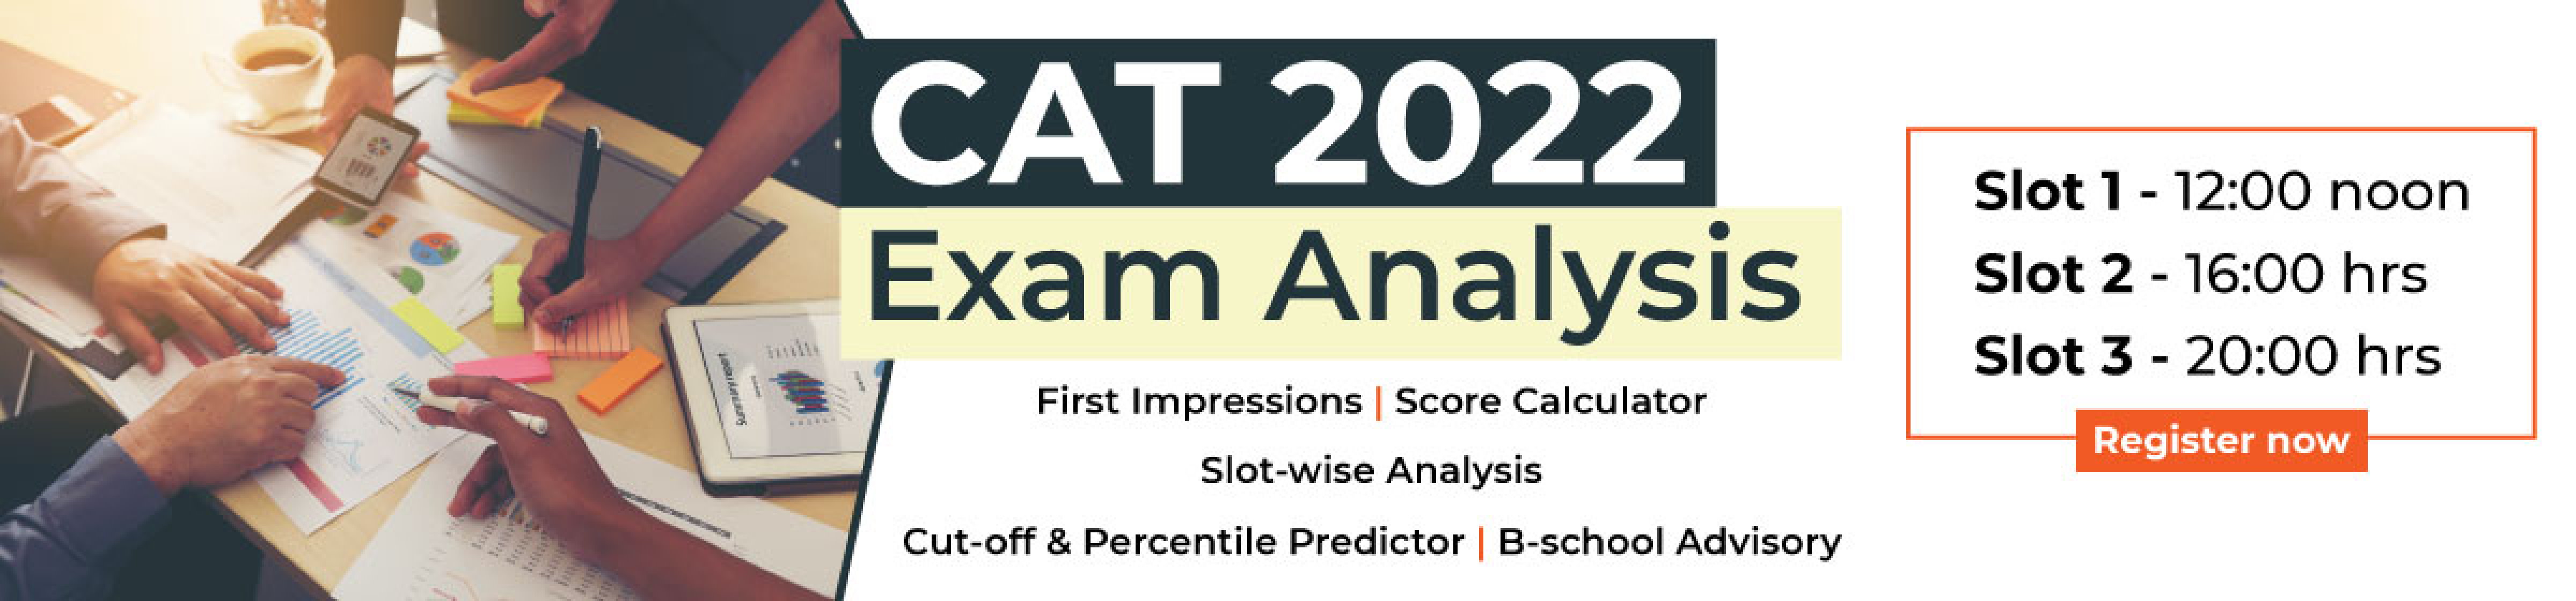 CAT 2022
Exam Analysis
First Impressions | Score Calculator
Slot-wise Analysis
Cut-off & Percentile Predictor | B-school Advisory
Slot 1 - 12:00 noon
Slot 2 - 16:00 hrs
Slot 3 - 20:00 hrs
Register now